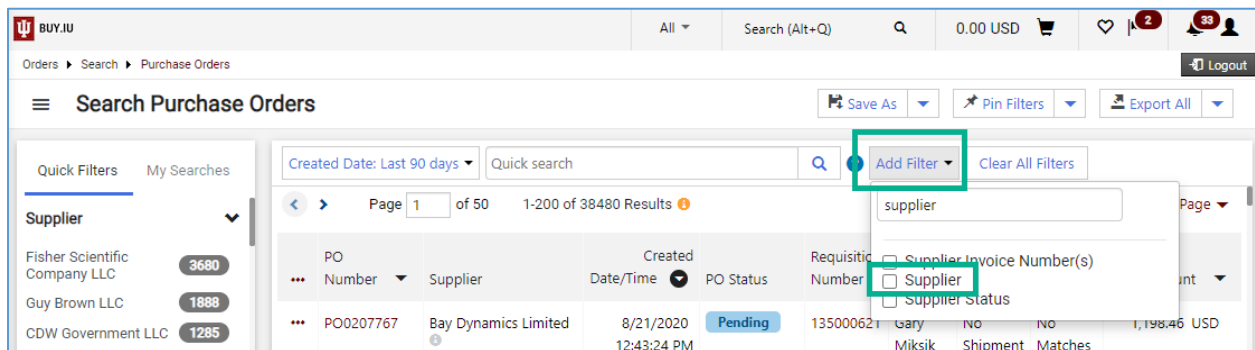 BUY.IU
All
Search (Alt+Q)
0.00 USD
2
33
Orders Search Purchase Orders
Logout
Search Purchase Orders
Save As
Pin Filters
Export All
Quick Filters My Searches
Created Date: Last 90 days
Quick search
?
Add Filter
Clear All Filters
Page 1 of 50
1-200 of 38480 Results
supplier
Page
Supplier
Fisher Scientific
Company LLC
3680
Guy Brown LLC
1888
CDW Government LLC
1285
PO
Number
Supplier
Created
Date/Time
PO Status
Requisitio
Number
Supplier Invoice Number(s)
Supplier
Supplier Status
unt
PO0207767
Bay Dynamics Limited
8/21/2020
12:43:24 PM
Pending
135000621
Gary
Miksik
No
Shipment
No
Matches
1,198.46 USD